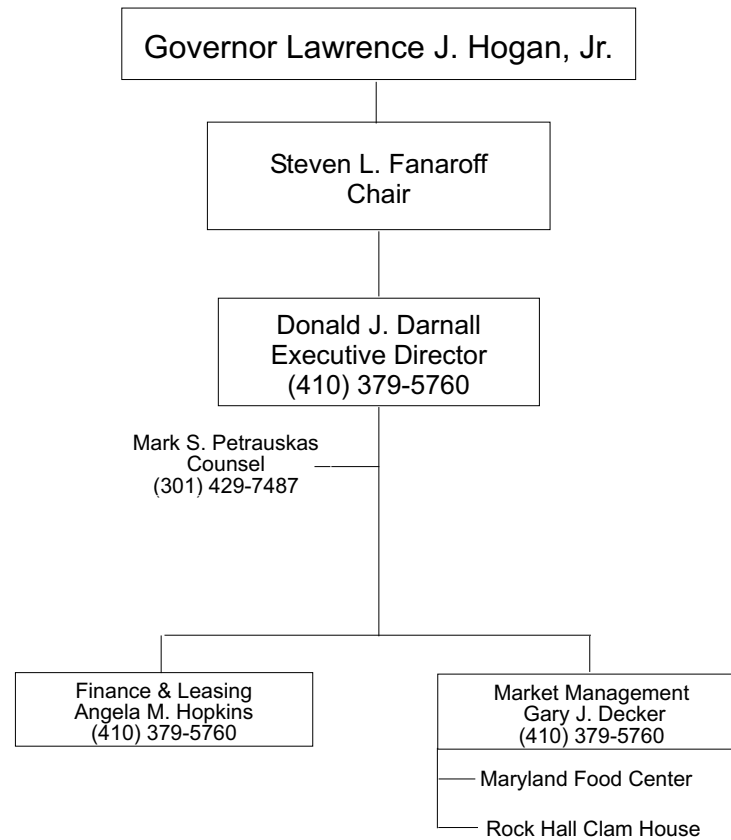 Governor Lawrence J. Hogan, Jr.
Steven L. Fanaroff
Chair
Donald J. Darnall
Executive Director
(410) 379-5760
Mark S. Petrauskas
Counsel
(301) 429-7487
Finance & Leasing
Angela M. Hopkins
(410) 379-5760
Market Management
Gary J. Decker
(410) 379-5760
Maryland Food Center
Rock Hall Clam House